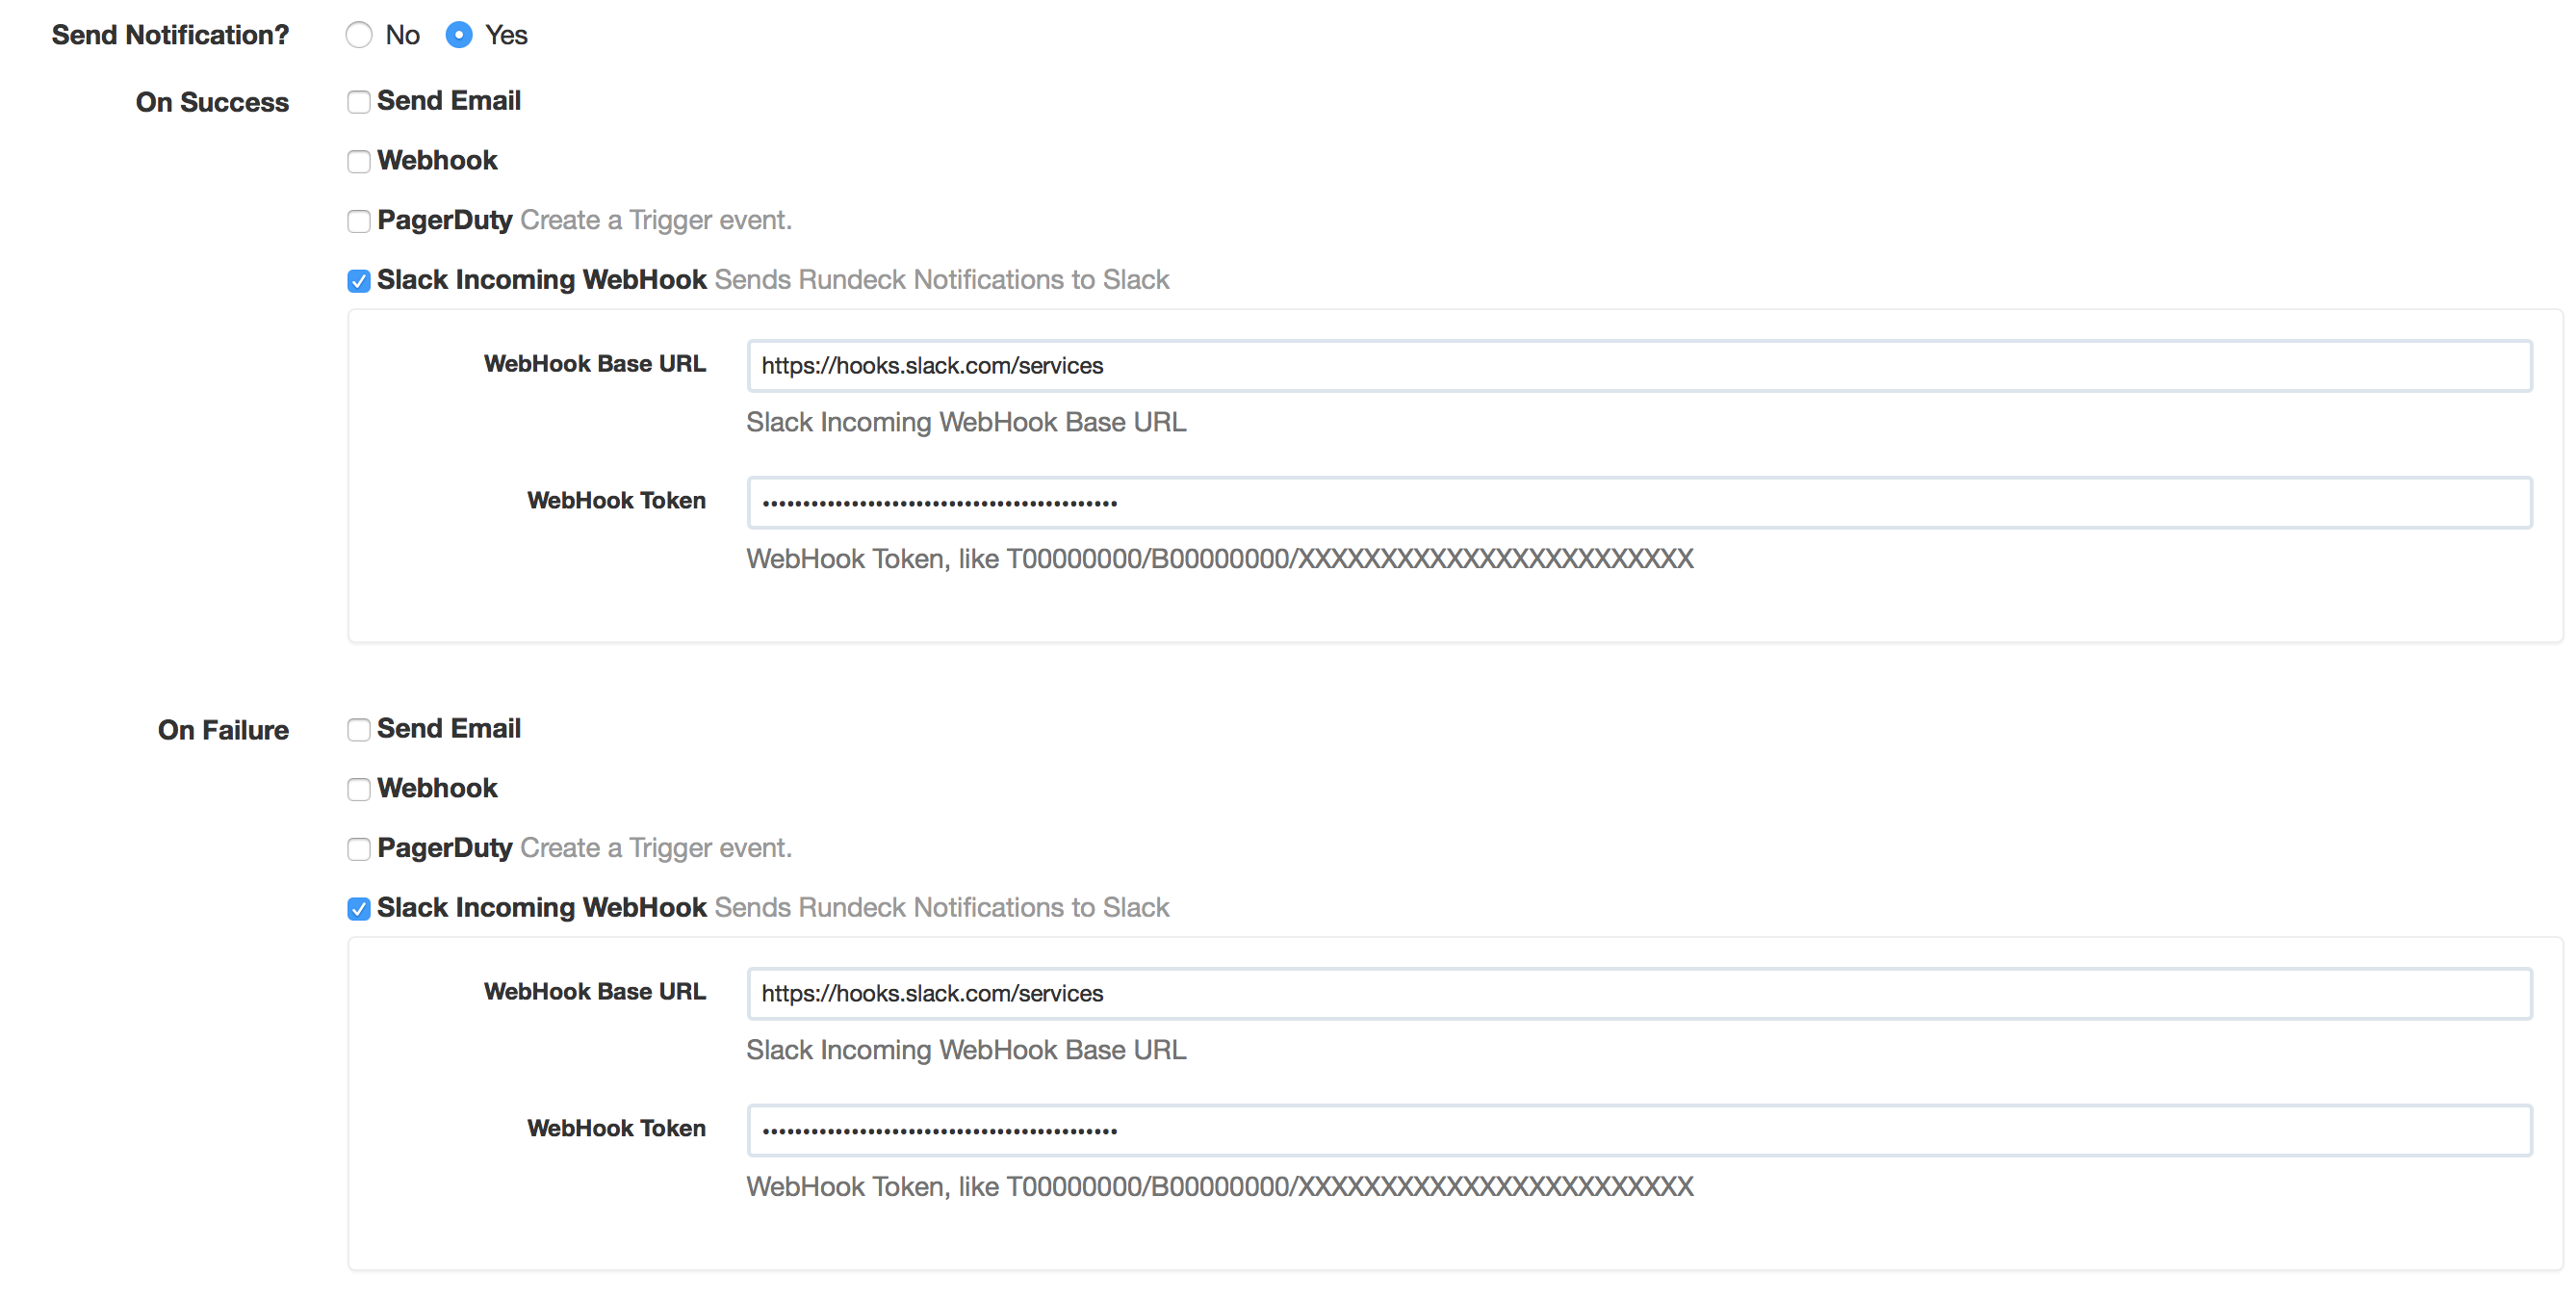 Send Notification? No Yes
On Success Send Email
Webhook
PagerDuty Create a Trigger event.
Slack Incoming WebHook Sends Rundeck Notifications to Slack
WebHook Base URL https://hooks.slack.com/services
Slack Incoming WebHook Base URL
WebHook Token ••••••••••••••••••••••••••••••••••••••••••••
WebHook Token, like T00000000/B00000000/XXXXXXXXXXXXXXXXXXXXXXXX
On Failure Send Email
Webhook
PagerDuty Create a Trigger event.
Slack Incoming WebHook Sends Rundeck Notifications to Slack
WebHook Base URL https://hooks.slack.com/services
Slack Incoming WebHook Base URL
WebHook Token ••••••••••••••••••••••••••••••••••••••••••••
WebHook Token, like T00000000/B00000000/XXXXXXXXXXXXXXXXXXXXXXXX